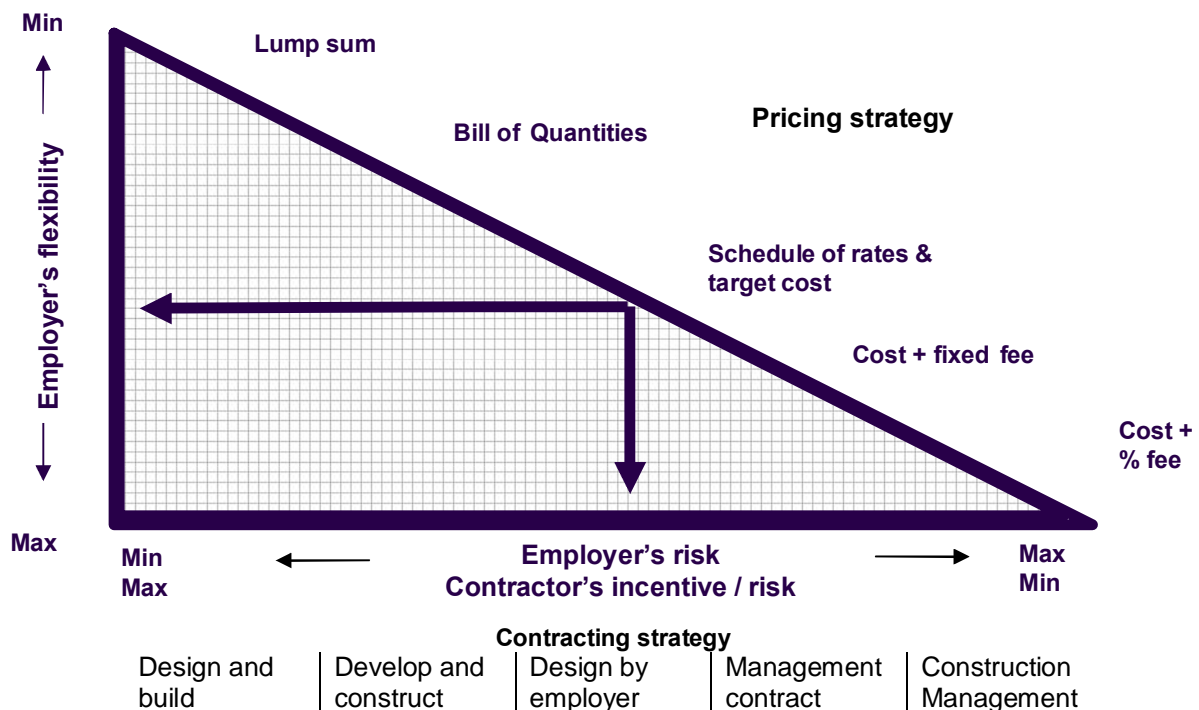 Min
Lump sum
Bill of Quantities
Pricing strategy
Employer’s flexibility
Schedule of rates &
target cost
Cost + fixed fee
Cost +
% fee
Max
Min
Max
Employer’s risk
Contractor’s incentive / risk
Max
Min
Contracting strategy
Design and
build
Develop and
construct
Design by
employer
Management
contract
Construction
Management